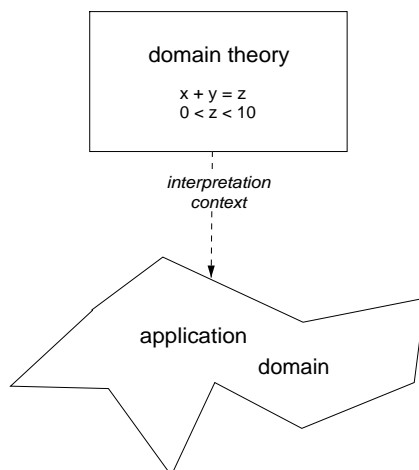 domain theory
x + y = z
0 < z < 10
interpretation
context
application
domain